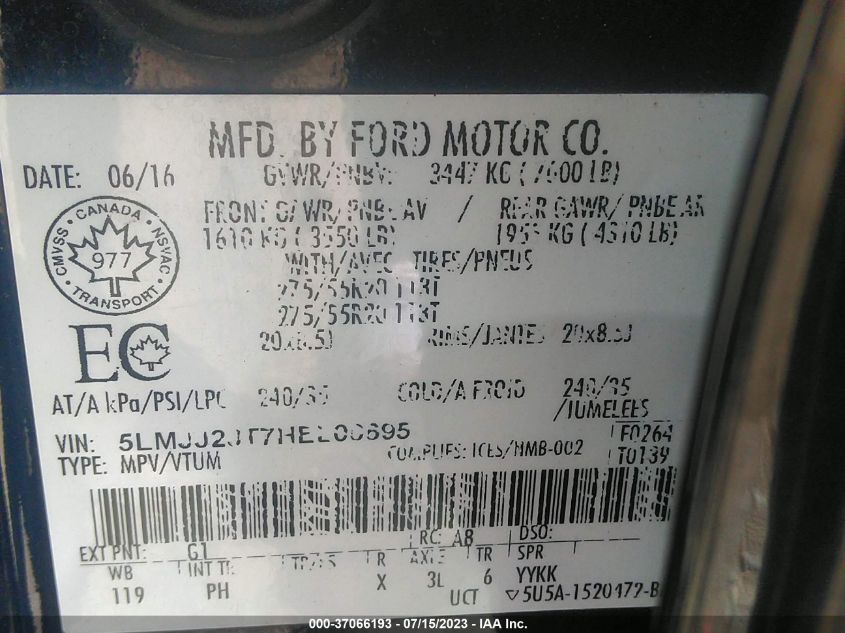 MFD. BY FORD MOTOR CO.
DATE: 06/16 GVWR/PNBV: 3447 KG ( 7600 LB)
FRONT GAWR/ PNBE AV / REAR GAWR/ PNBE AR
1610 KG ( 3550 LB) KG ( LB)
WITH/AVEC TIRES/PNEUS
275/55R20 113T
275/55R20 113T
20x8.5J RIMS/JANTES 20x8.5J
AT/A kPa/PSI/LPC 240/35 COLD/A FROID 240/35
/JUMELEES
CMVSS · CANADA · NSVAC · TRANSPORT
977
EC
VIN: 5LMJJ2JT7HEL00695
F0264
TYPE: MPV/VTUM COMPLIES: ICES/NMB-002 T0139
RC: A8 DSO:
EXT PNT: G1
WB INT TR TP/PS R AXLE TR SPR
119 PH X 3L 6 YYKK
UCT 5U5A-1520472-B
000-37066193 - 07/15/2023 - IAA Inc.